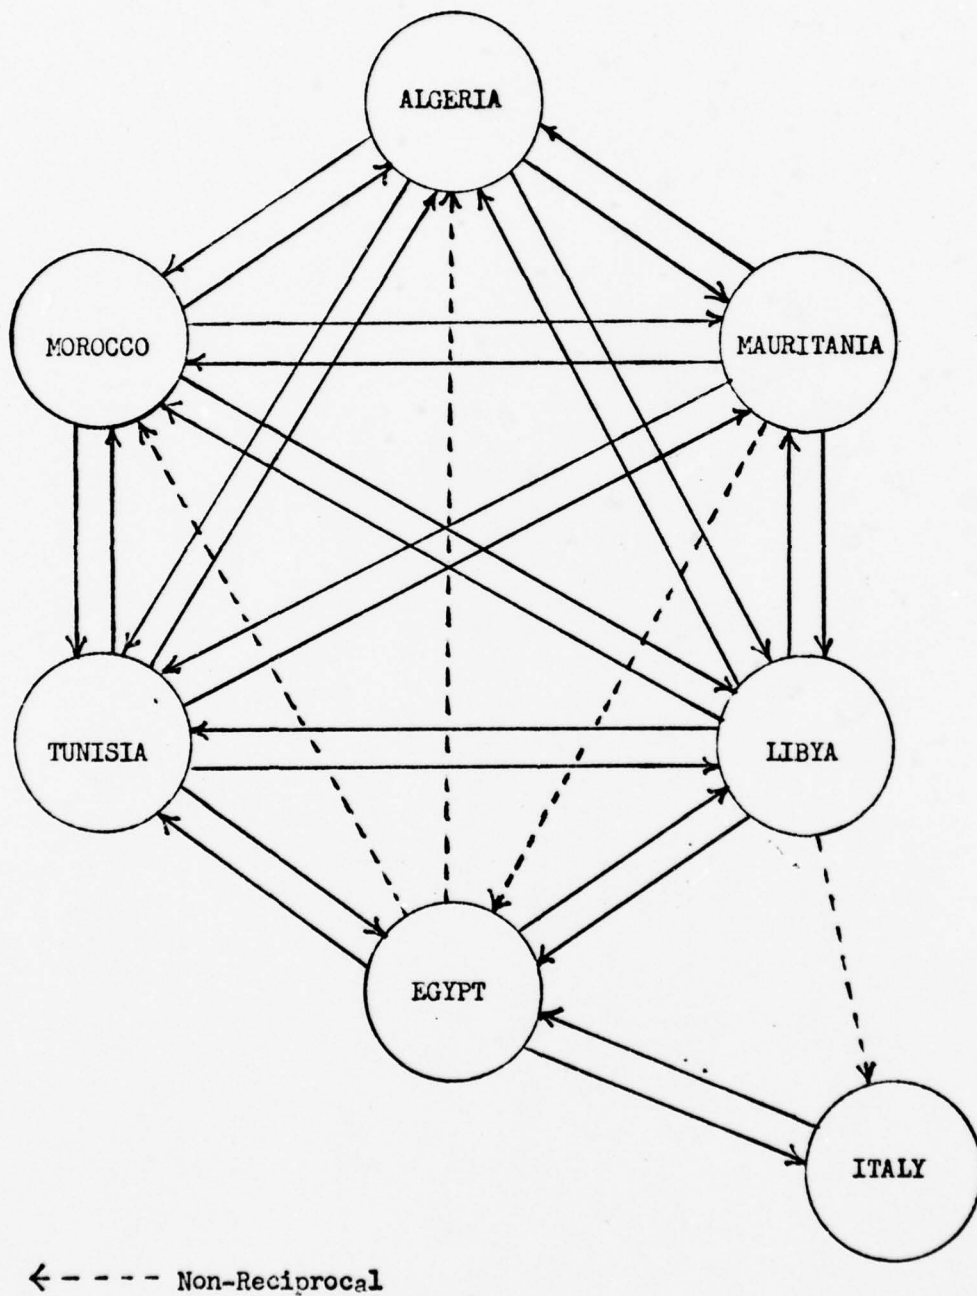 ALGERIA
MOROCCO
MAURITANIA
TUNISIA
LIBYA
EGYPT
ITALY
Non-Reciprocal